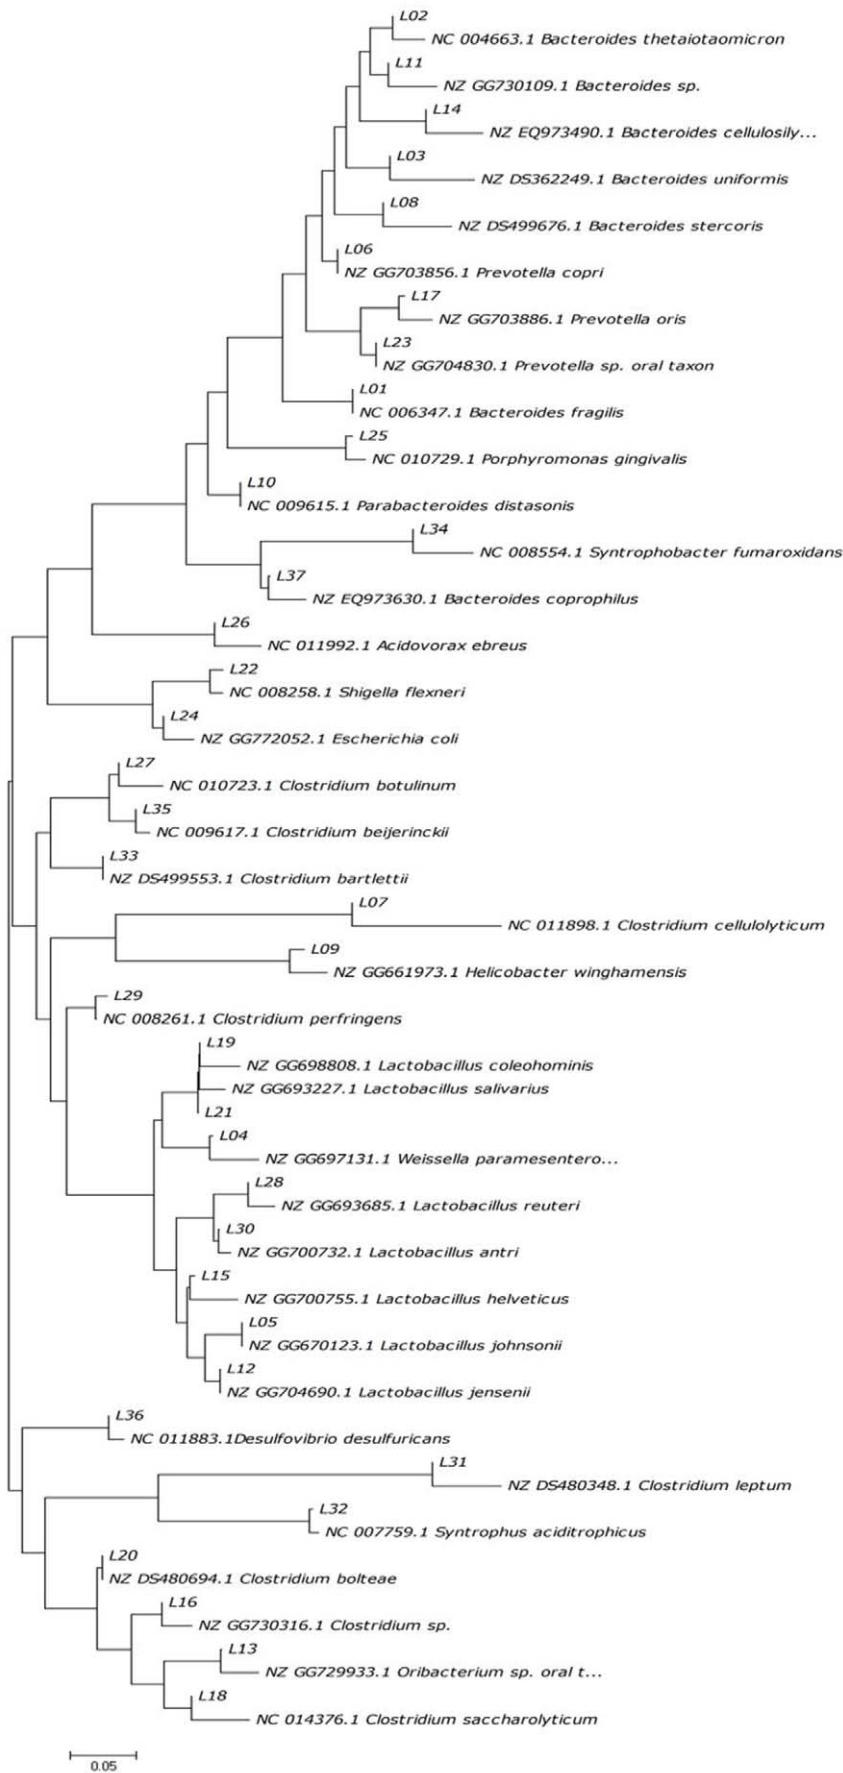 L02
NC 004663.1 Bacteroides thetaiotaomicron
L11
NZ GG730109.1 Bacteroides sp.
L14
NZ EQ973490.1 Bacteroides cellulosily...
L03
NZ DS362249.1 Bacteroides uniformis
L08
NZ DS499676.1 Bacteroides stercoris
L06
NZ GG703856.1 Prevotella copri
L17
NZ GG703886.1 Prevotella oris
L23
NZ GG704830.1 Prevotella sp. oral taxon
L01
NC 006347.1 Bacteroides fragilis
L25
NC 010729.1 Porphyromonas gingivalis
L10
NC 009615.1 Parabacteroides distasonis
L34
NC 008554.1 Syntrophobacter fumaroxidans
L37
NZ EQ973630.1 Bacteroides coprophilus
L26
NC 011992.1 Acidovorax ebreus
L22
NC 008258.1 Shigella flexneri
L24
NZ GG772052.1 Escherichia coli
L27
NC 010723.1 Clostridium botulinum
L35
NC 009617.1 Clostridium beijerinckii
L33
NZ DS499553.1 Clostridium bartlettii
L07
NC 011898.1 Clostridium cellulolyticum
L09
NZ GG661973.1 Helicobacter winghamensis
L29
NC 008261.1 Clostridium perfringens
L19
NZ GG698808.1 Lactobacillus coleohominis
NZ GG693227.1 Lactobacillus salivarius
L21
L04
NZ GG697131.1 Weissella paramesentero...
L28
NZ GG693685.1 Lactobacillus reuteri
L30
NZ GG700732.1 Lactobacillus antri
L15
NZ GG700755.1 Lactobacillus helveticus
L05
NZ GG670123.1 Lactobacillus johnsonii
L12
NZ GG704690.1 Lactobacillus jensenii
L36
NC 011883.1Desulfovibrio desulfuricans
L31
NZ DS480348.1 Clostridium leptum
L32
NC 007759.1 Syntrophus aciditrophicus
L20
NZ DS480694.1 Clostridium bolteae
L16
NZ GG730316.1 Clostridium sp.
L13
NZ GG729933.1 Oribacterium sp. oral t...
L18
NC 014376.1 Clostridium saccharolyticum
0.05